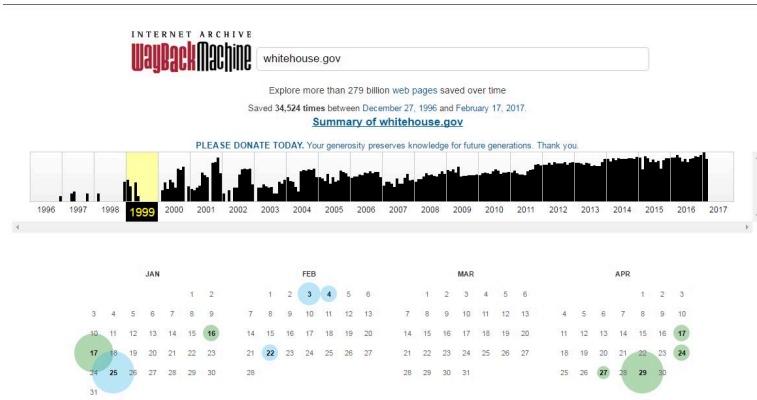 INTERNET ARCHIVE
WayBackMachine
whitehouse.gov
Explore more than 279 billion web pages saved over time
Saved 34,524 times between December 27, 1996 and February 17, 2017.
Summary of whitehouse.gov
PLEASE DONATE TODAY. Your generosity preserves knowledge for future generations. Thank you.
1996 1997 1998 1999 2000 2001 2002 2003 2004 2005 2006 2007 2008 2009 2010 2011 2012 2013 2014 2015 2016 2017
JAN FEB MAR APR
1 2 1 2 3 4 5 6 1 2 3 4 5 6 1 2 3
3 4 5 6 7 8 9 7 8 9 10 11 12 13 7 8 9 10 11 12 13 4 5 6 7 8 9 10
10 11 12 13 14 15 16 14 15 16 17 18 19 20 14 15 16 17 18 19 20 11 12 13 14 15 16 17
17 18 19 20 21 22 23 21 22 23 24 25 26 27 21 22 23 24 25 26 27 18 19 20 21 22 23 24
24 25 26 27 28 29 30 28 28 29 30 31 25 26 27 28 29 30
31